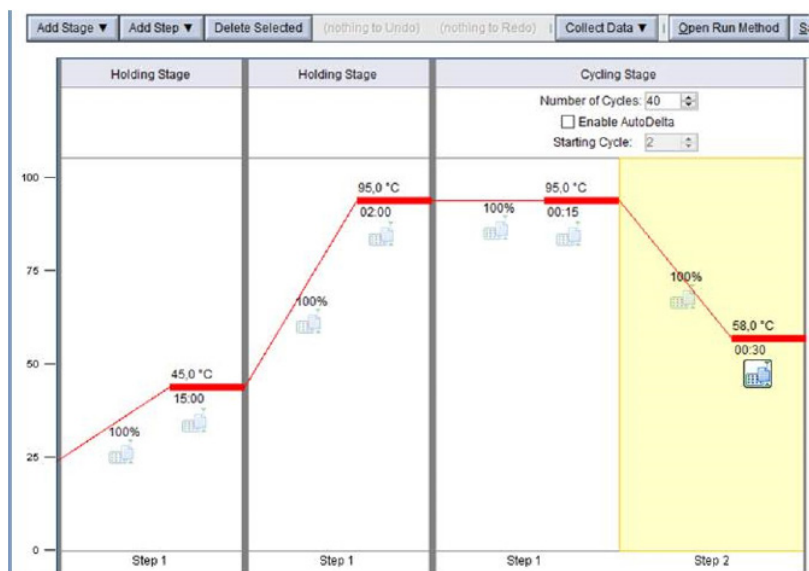 Add Stage ▼ Add Step ▼ Delete Selected (nothing to Undo) (nothing to Redo) Collect Data ▼ Open Run Method
Holding Stage Holding Stage Cycling Stage
Number of Cycles: 40
Enable AutoDelta
Starting Cycle: 2
100
95,0 °C 95,0 °C
02:00 100% 00:15
75
100% 100%
58,0 °C
00:30
50
45,0 °C
15:00
100%
25
0
Step 1 Step 1 Step 1 Step 2